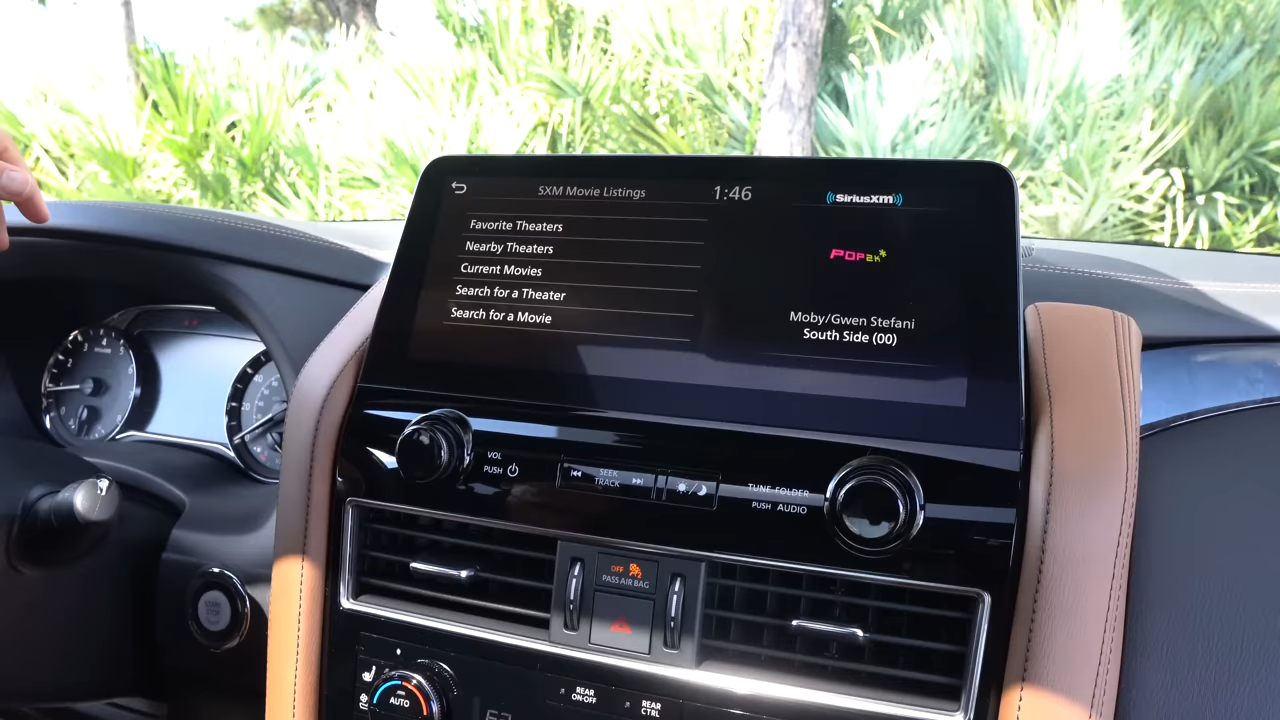 SXM Movie Listings
1:46
SiriusXM
Favorite Theaters
Nearby Theaters
Current Movies
Search for a Theater
Search for a Movie
POP2K
Moby/Gwen Stefani
South Side (00)
VOL
PUSH
SEEK
TRACK
TUNE·FOLDER
PUSH AUDIO
OFF
PASS AIR BAG
START
STOP
AUTO
REAR
ON·OFF
REAR
CTRL